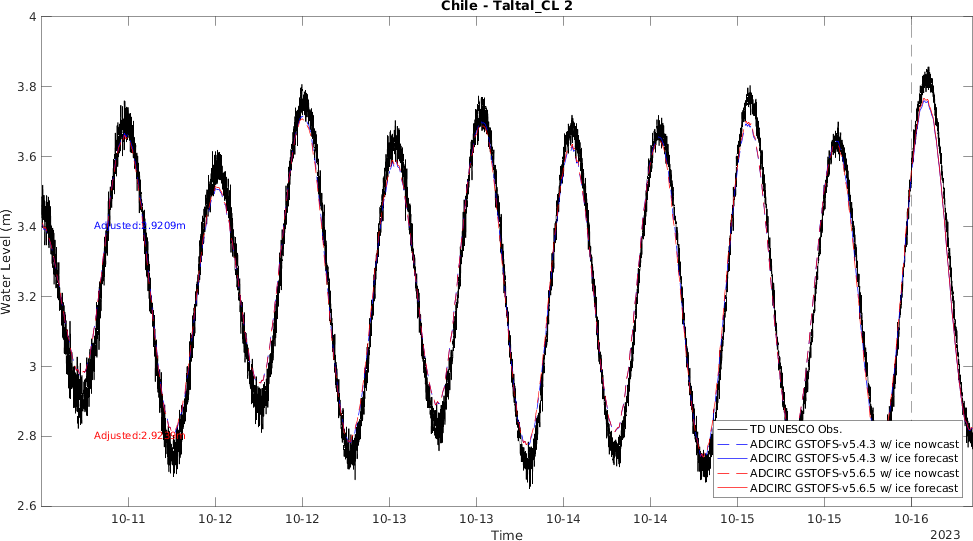 Chile - Taltal_CL 2
4
3.8
3.6
3.4
3.2
3
2.8
2.6
Water Level (m)
Adjusted:2.9209m
TD UNESCO Obs.
ADCIRC GSTOFS-v5.4.3 w/ ice nowcast
ADCIRC GSTOFS-v5.4.3 w/ ice forecast
ADCIRC GSTOFS-v5.6.5 w/ ice nowcast
ADCIRC GSTOFS-v5.6.5 w/ ice forecast
10-11
10-12
10-12
10-13
10-13
10-14
10-14
10-15
10-15
10-16
Time
2023